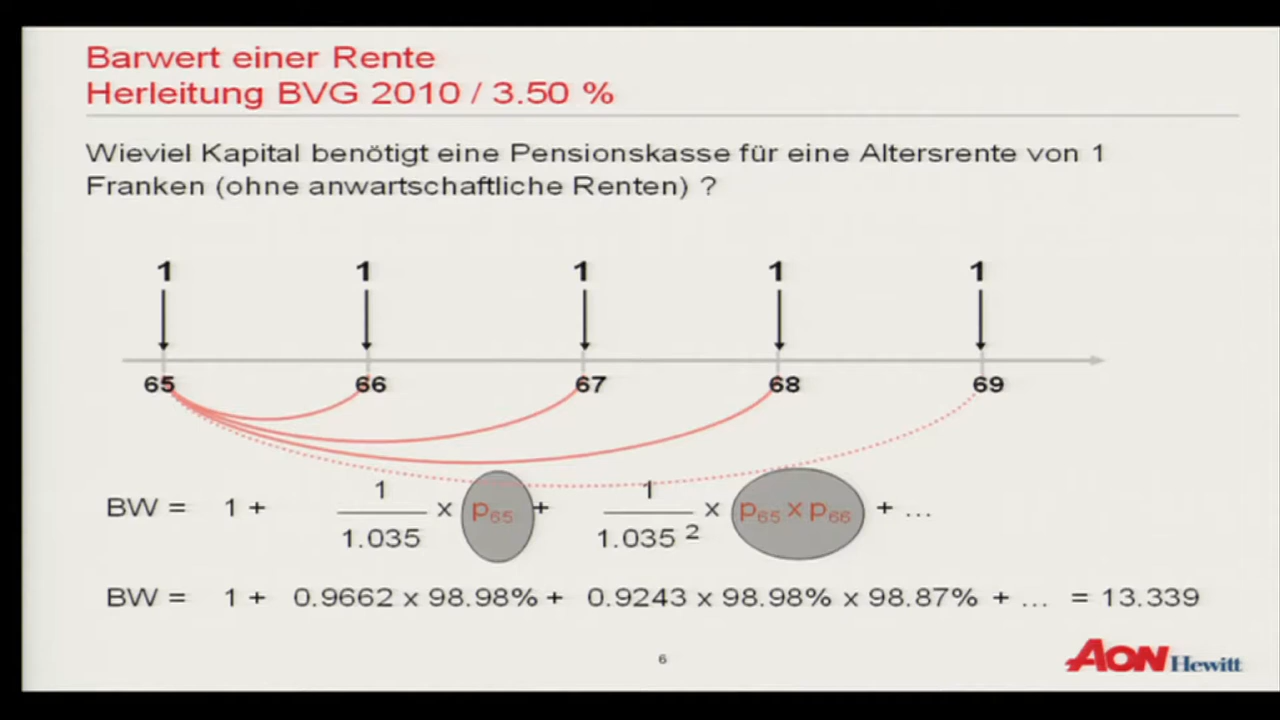 Barwert einer Rente
Herleitung BVG 2010 / 3.50 %
Wieviel Kapital benötigt eine Pensionskasse für eine Altersrente von 1
Franken (ohne anwartschaftliche Renten) ?
1 1 1 1 1
65 66 67 68 69
BW = 1 + 1/1.035 x p₆₅ + 1/1.035² x p₆₅ x p₆₆ + ...
BW = 1 + 0.9662 x 98.98% + 0.9243 x 98.98% x 98.87% + ... = 13.339
6
AON Hewitt